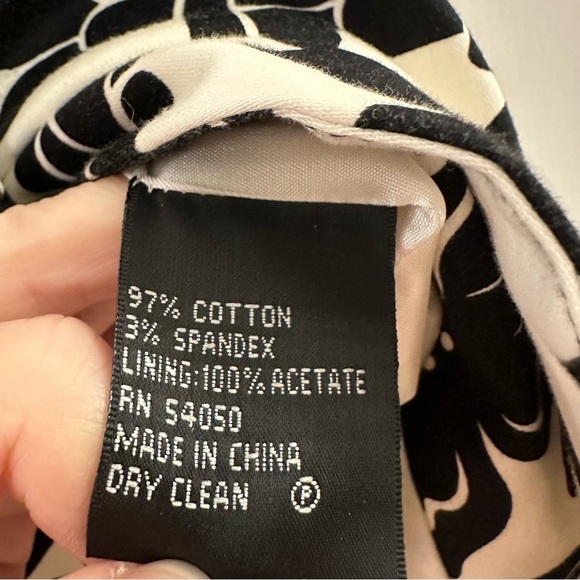 97% COTTON
3% SPANDEX
LINING:100% ACETATE
RN 54050
MADE IN CHINA
DRY CLEAN Ⓟ